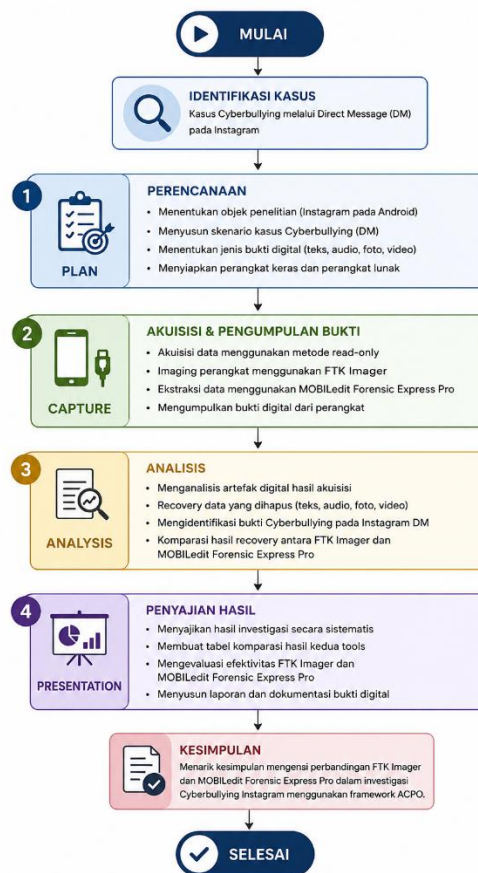 MULAI
IDENTIFIKASI KASUS
Kasus Cyberbullying melalui Direct Message (DM)
pada Instagram
1
PLAN
PERENCANAAN
• Menentukan objek penelitian (Instagram pada Android)
• Menyusun skenario kasus Cyberbullying (DM)
• Menentukan jenis bukti digital (teks, audio, foto, video)
• Menyiapkan perangkat keras dan perangkat lunak
2
CAPTURE
AKUISISI & PENGUMPULAN BUKTI
• Akuisisi data menggunakan metode read-only
• Imaging perangkat menggunakan FTK Imager
• Ekstraksi data menggunakan MOBILedit Forensic Express Pro
• Mengumpulkan bukti digital dari perangkat
3
ANALYSIS
ANALISIS
• Menganalisis artefak digital hasil akuisisi
• Recovery data yang dihapus (teks, audio, foto, video)
• Mengidentifikasi bukti Cyberbullying pada Instagram DM
• Komparasi hasil recovery antara FTK Imager dan
MOBILedit Forensic Express Pro
4
PRESENTATION
PENYAJIAN HASIL
• Menyajikan hasil investigasi secara sistematis
• Membuat tabel komparasi hasil kedua tools
• Mengevaluasi efektivitas FTK Imager dan
MOBILedit Forensic Express Pro
• Menyusun laporan dan dokumentasi bukti digital
KESIMPULAN
Menarik kesimpulan mengensi perbandingan FTK Imager
dan MOBILedit Forensic Express Pro dalam investigasi
Cyberbullying Instagram menggunakan framework ACPO.
SELESAI